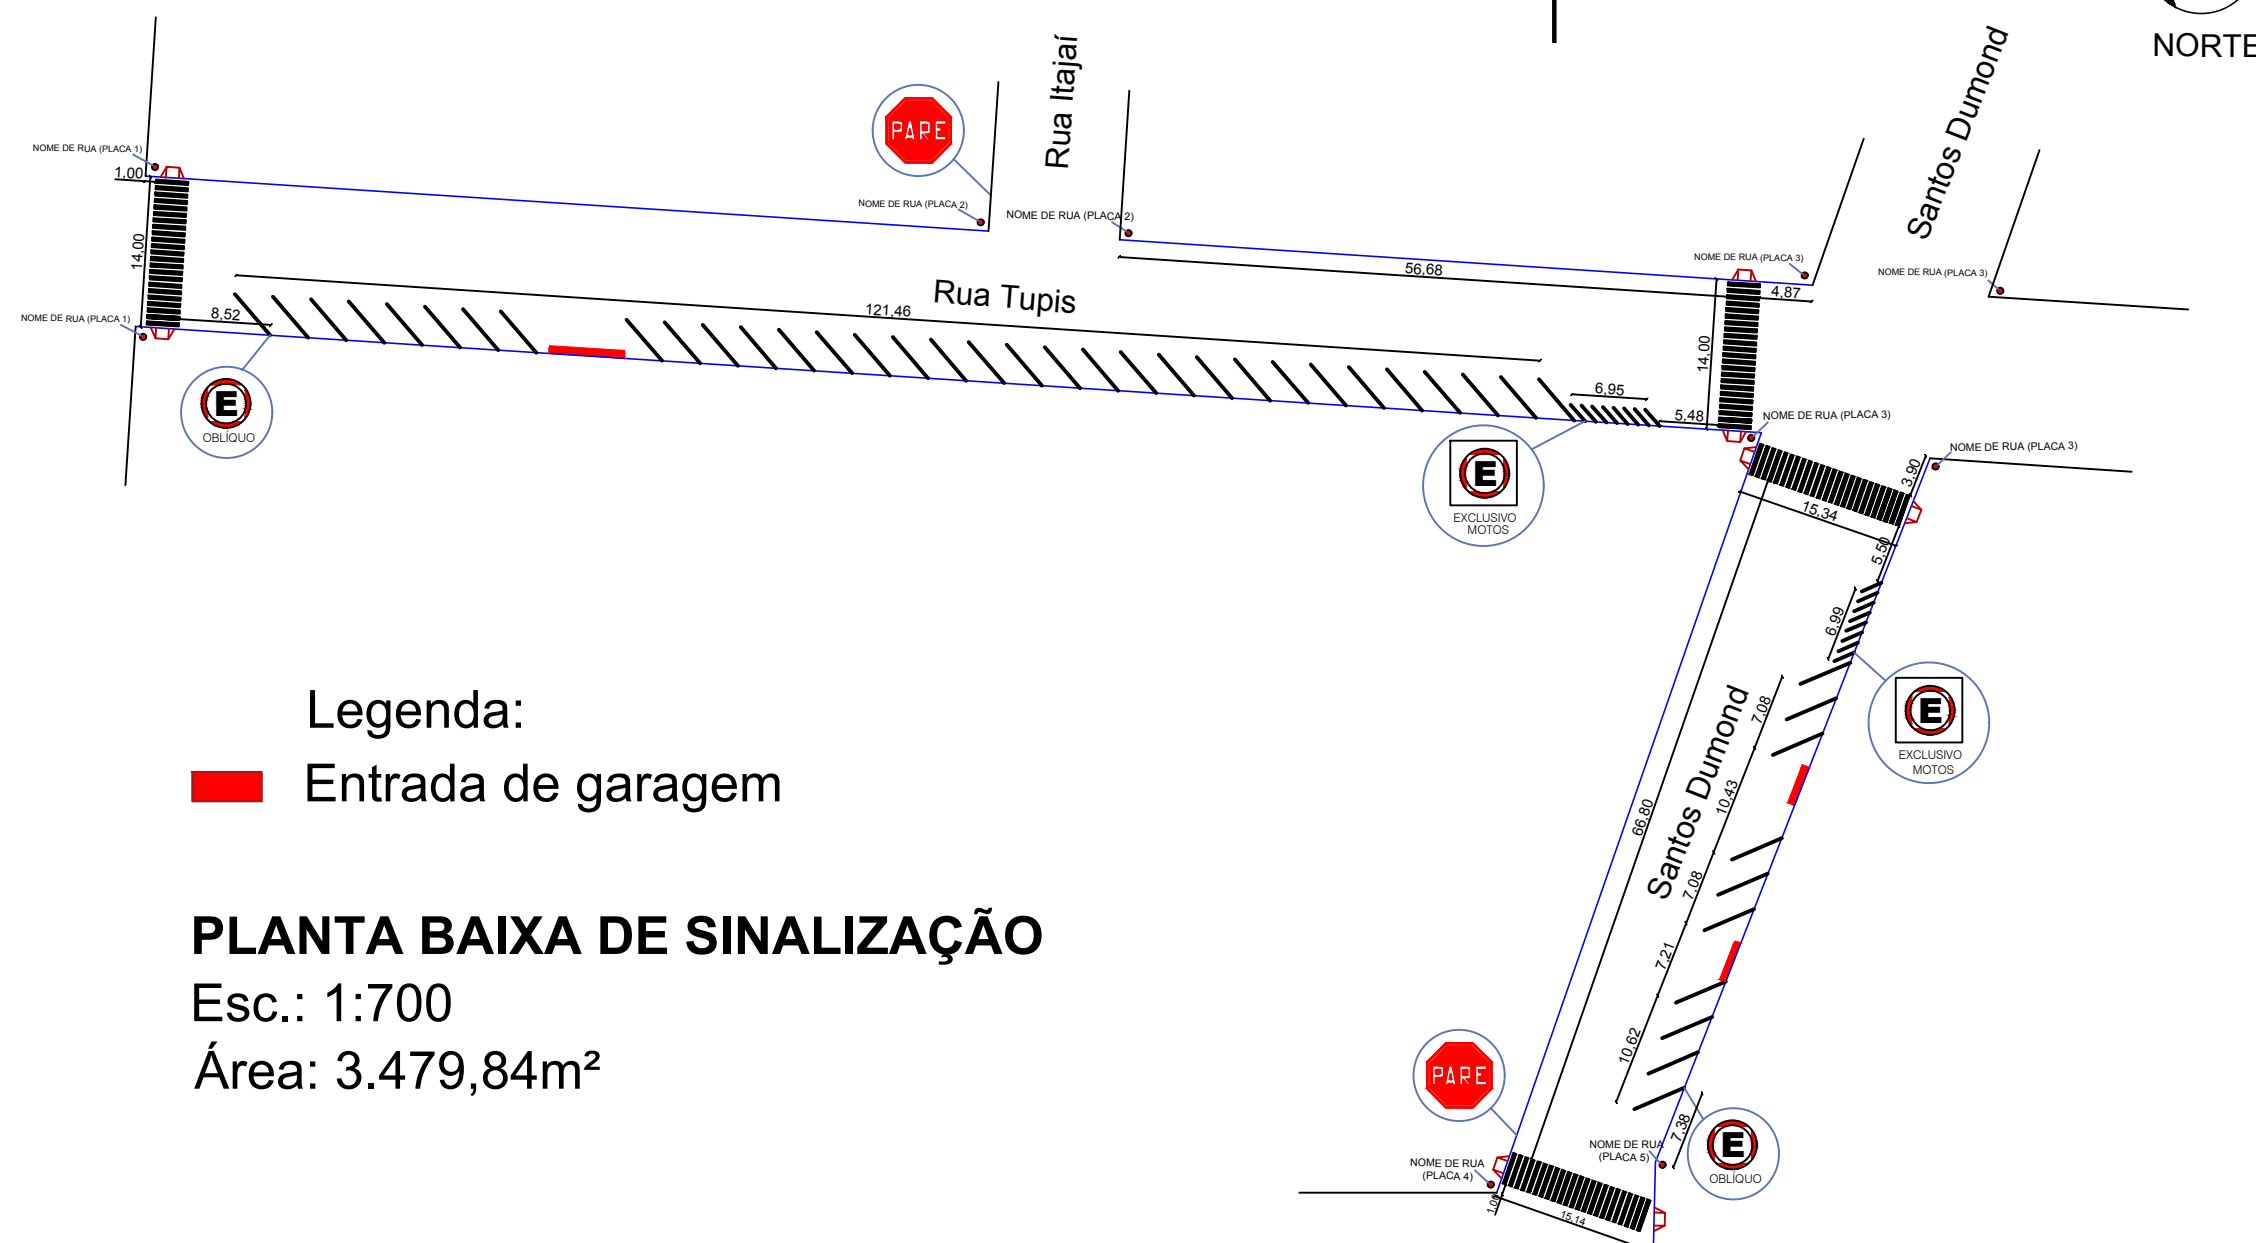 NORTE
Rua Itajaí
Santos Dumond
PARE
NOME DE RUA (PLACA 1)
1,00
14,00
NOME DE RUA (PLACA 1)
8,52
E
OBLÍQUO
NOME DE RUA (PLACA 2)
NOME DE RUA (PLACA 2)
Rua Tupis
121,46
56,68
NOME DE RUA (PLACA 3)
4,87
NOME DE RUA (PLACA 3)
14,00
6,95
5,48
NOME DE RUA (PLACA 3)
NOME DE RUA (PLACA 3)
E
EXCLUSIVO
MOTOS
3,90
15,34
5,50
6,99
E
EXCLUSIVO
MOTOS
7,08
Santos Dumond
10,43
66,80
7,08
7,21
10,62
7,38
PARE
NOME DE RUA
(PLACA 4)
NOME DE RUA
(PLACA 5)
E
OBLÍQUO
1,00
15,14
Legenda:
Entrada de garagem
PLANTA BAIXA DE SINALIZAÇÃO
Esc.: 1:700
Área: 3.479,84m²